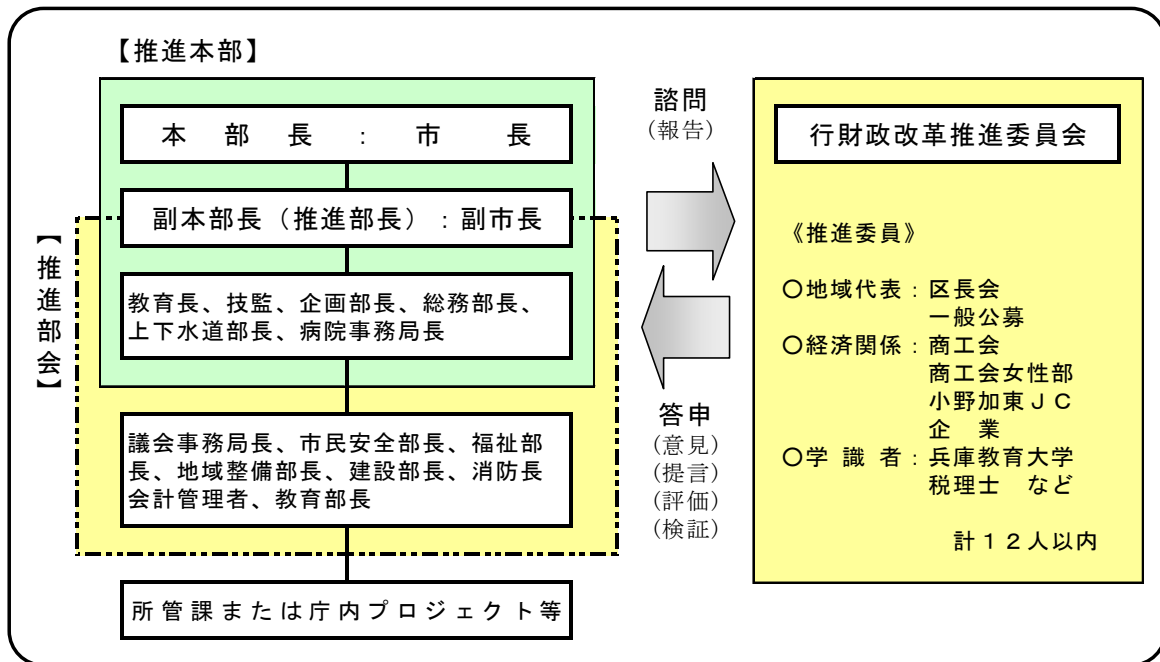 【推進本部】
本部長：市長
副本部長（推進部長）：副市長
【推進部会】
教育長、技監、企画部長、総務部長、
上下水道部長、病院事務局長
議会事務局長、市民安全部長、福祉部
長、地域整備部長、建設部長、消防長
会計管理者、教育部長
所管課または庁内プロジェクト等
諮問
(報告)
答申
(意見)
(提言)
(評価)
(検証)
行財政改革推進委員会
《推進委員》
〇地域代表：区長会
一般公募
〇経済関係：商工会
商工会女性部
小野加東ＪＣ
企　業
〇学識者：兵庫教育大学
税理士　など
計１２人以内